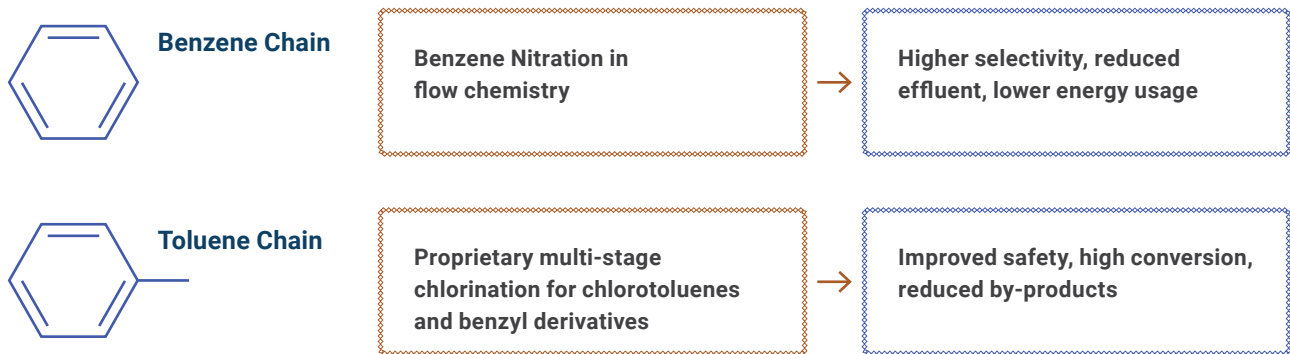 Benzene Chain
Benzene Nitration in
flow chemistry
Higher selectivity, reduced
effluent, lower energy usage
Toluene Chain
Proprietary multi-stage
chlorination for chlorotoluenes
and benzyl derivatives
Improved safety, high conversion,
reduced by-products